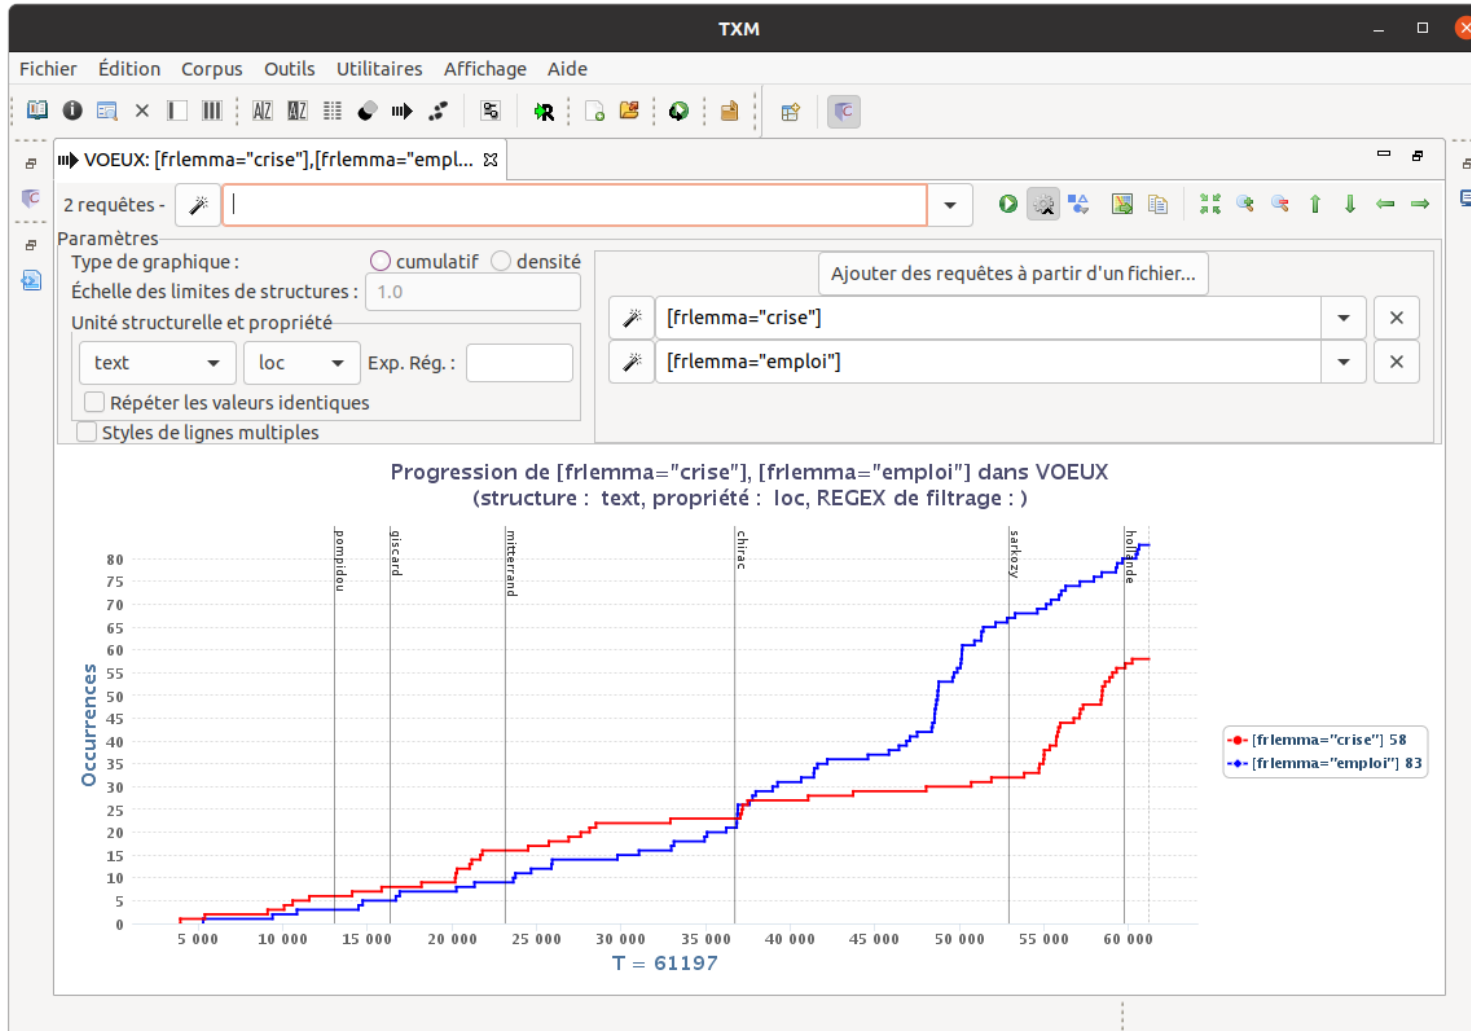 TXM
Fichier Édition Corpus Outils Utilitaires Affichage Aide
VOEUX: [frlemma="crise"],[frlemma="empl...
2 requêtes -
Paramètres
Type de graphique : cumulatif densité
Échelle des limites de structures : 1.0
Unité structurelle et propriété
text loc Exp. Rég. :
Répéter les valeurs identiques
Styles de lignes multiples
Ajouter des requêtes à partir d'un fichier...
[frlemma="crise"]
[frlemma="emploi"]
Progression de [frlemma="crise"], [frlemma="emploi"] dans VOEUX
(structure : text, propriété : loc, REGEX de filtrage : )
pompidou
giscard
mitterrand
chirac
sarkozy
hollande
Occurrences
80
75
70
65
60
55
50
45
40
35
30
25
20
15
10
5
0
5 000 10 000 15 000 20 000 25 000 30 000 35 000 40 000 45 000 50 000 55 000 60 000
T = 61197
[frlemma="crise"] 58
[frlemma="emploi"] 83